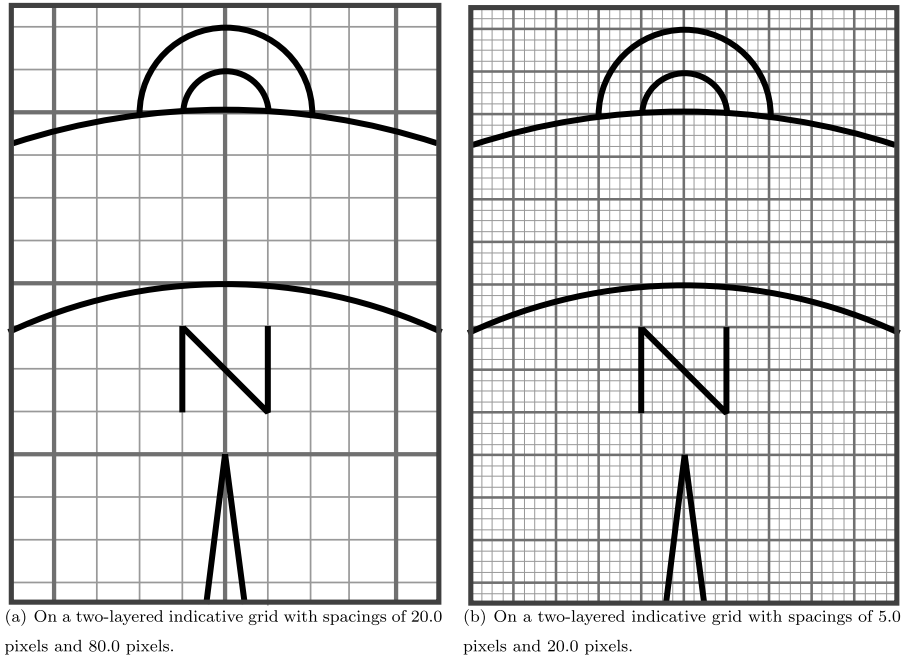 N
N
(a) On a two-layered indicative grid with spacings of 20.0
pixels and 80.0 pixels.
(b) On a two-layered indicative grid with spacings of 5.0
pixels and 20.0 pixels.